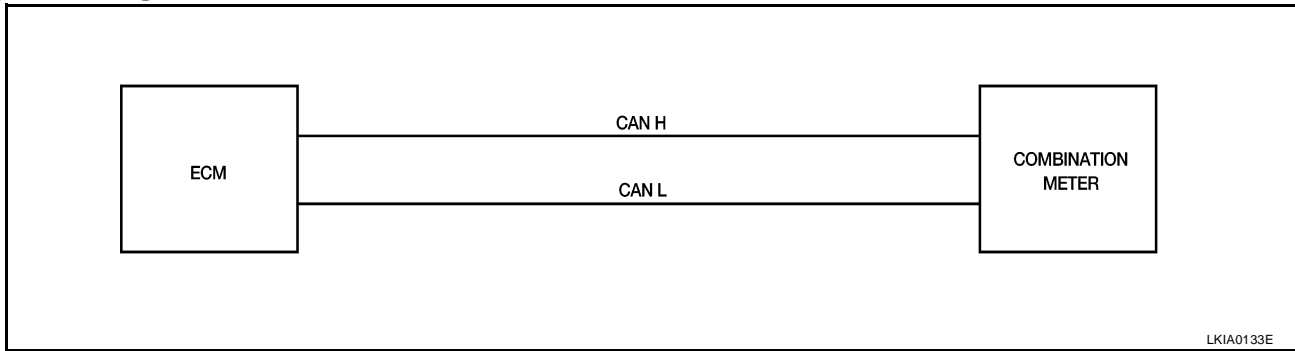 CAN H
ECM
COMBINATION
METER
CAN L
LKIA0133E